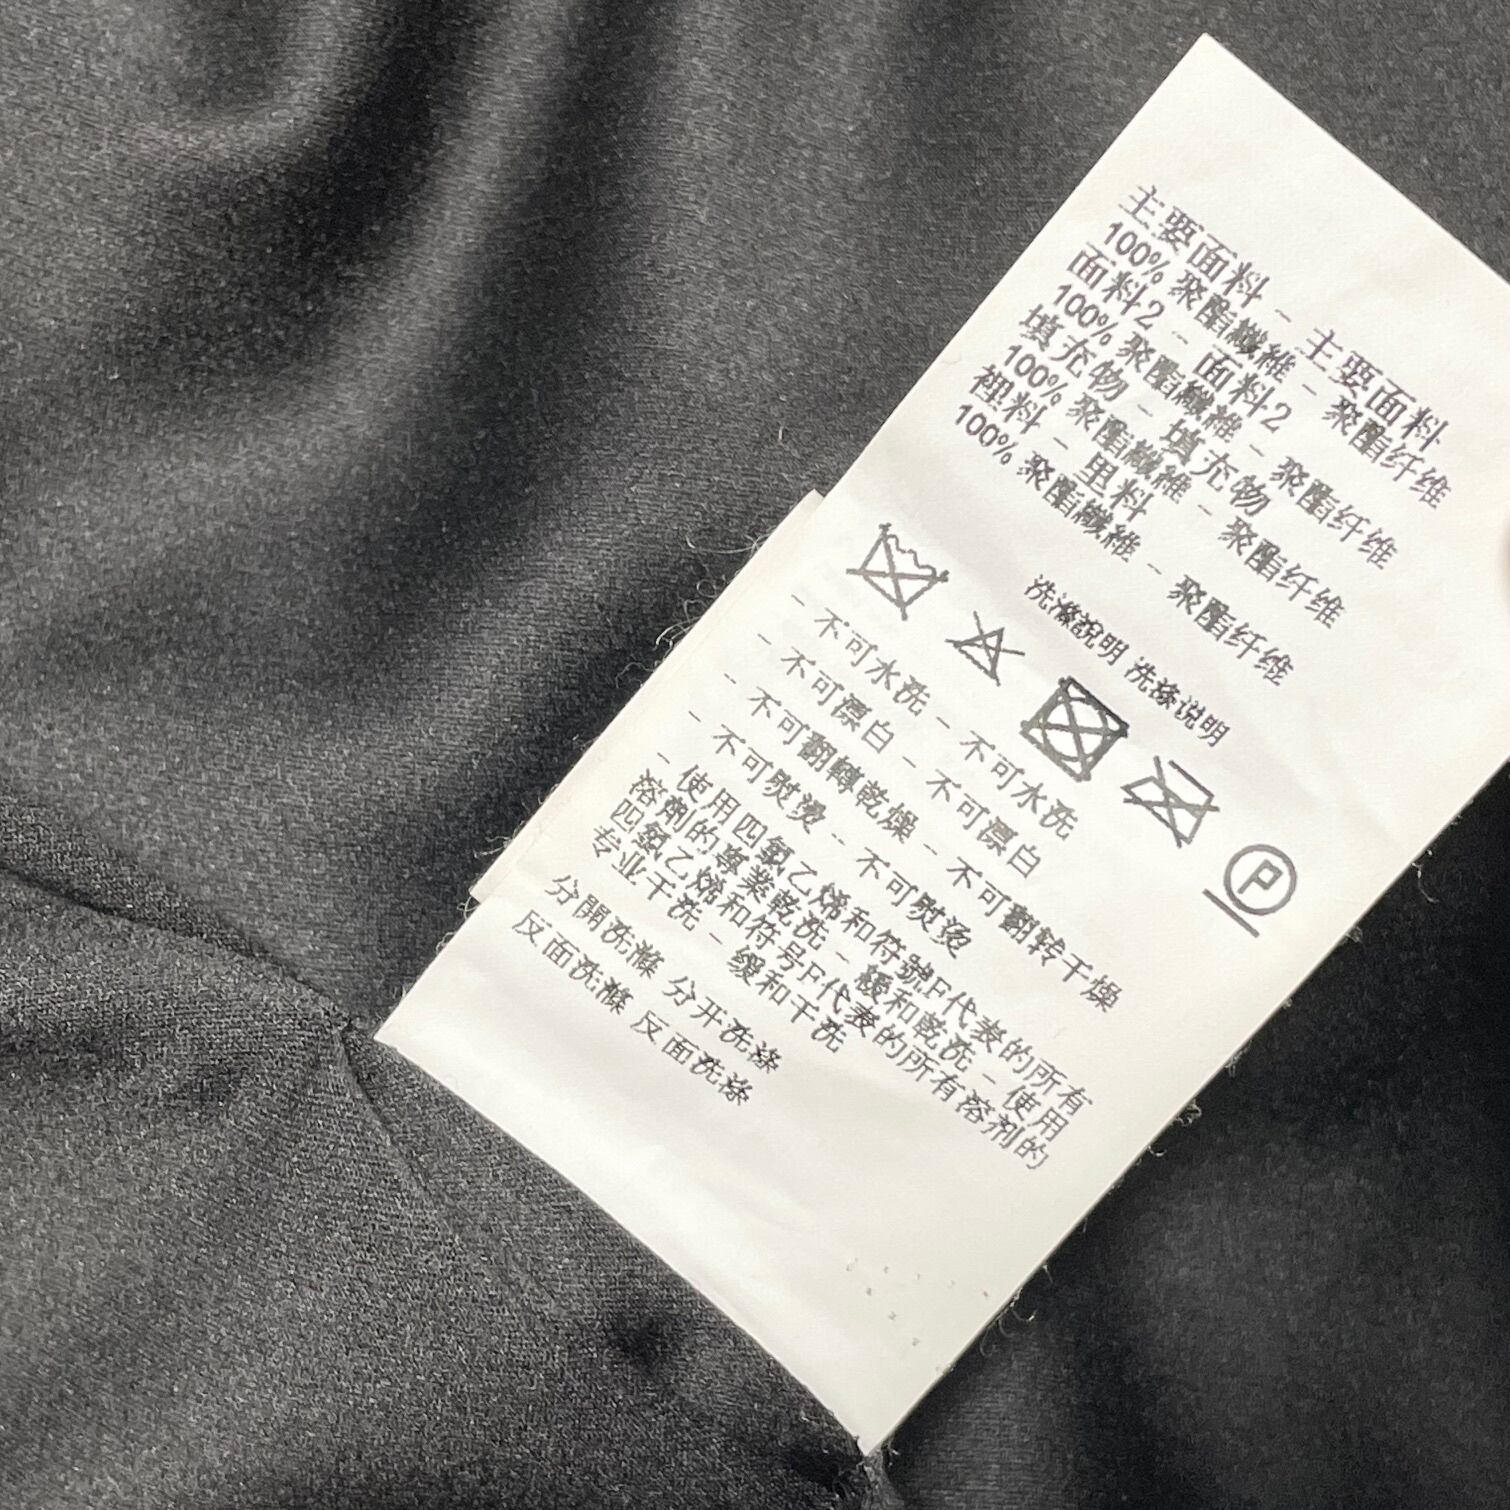 主要面料 - 主要面料
100% 聚酯纖維 - 聚酯纤维
面料2 - 面料2
100% 聚酯纖維 - 聚酯纤维
填充物 - 填充物
100% 聚酯纖維 - 聚酯纤维
裡料 - 里料
100% 聚酯纖維 - 聚酯纤维
洗滌說明 洗涤说明
P
- 不可水洗 - 不可水洗
- 不可漂白 - 不可漂白
- 不可翻轉乾燥 - 不可翻转干燥
- 不可熨燙 - 不可熨烫
- 使用四氯乙烯和符號F代表的所有
溶劑的專業乾洗 - 緩和乾洗 - 使用
四氯乙烯和符号F代表的所有溶剂的
专业干洗 - 缓和干洗
分開洗滌 分开洗涤
反面洗滌 反面洗涤